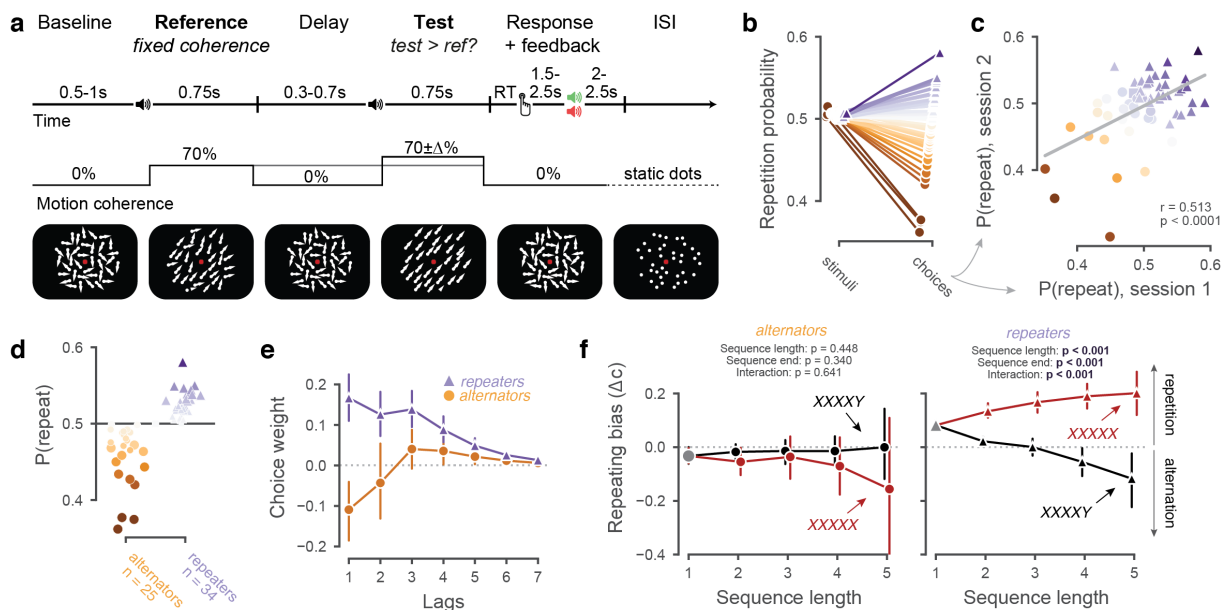 a
Baseline
Reference
fixed coherence
Delay
Test
test > ref?
Response
+ feedback
ISI
0.5-1s
0.75s
0.3-0.7s
0.75s
RT
1.5-
2.5s
2-
2.5s
Time
0%
70%
0%
70±Δ%
0%
static dots
Motion coherence
b
Repetition probability
0.6
0.5
0.4
stimuli
choices
c
P(repeat), session 2
0.6
0.5
0.4
r = 0.513
p < 0.0001
0.4
0.5
0.6
P(repeat), session 1
d
P(repeat)
0.6
0.5
0.4
alternators
n = 25
repeaters
n = 34
e
Choice weight
repeaters
alternators
0.2
0.1
0.0
−0.1
−0.2
1 2 3 4 5 6 7
Lags
f
Repeating bias (Δc)
alternators
Sequence length: p = 0.448
Sequence end: p = 0.340
Interaction: p = 0.641
0.2
0.0
−0.2
−0.4
XXXXY
XXXXX
1 2 3 4 5
Sequence length
repeaters
Sequence length: p < 0.001
Sequence end: p < 0.001
Interaction: p < 0.001
XXXXX
XXXXY
1 2 3 4 5
Sequence length
repetition
alternation